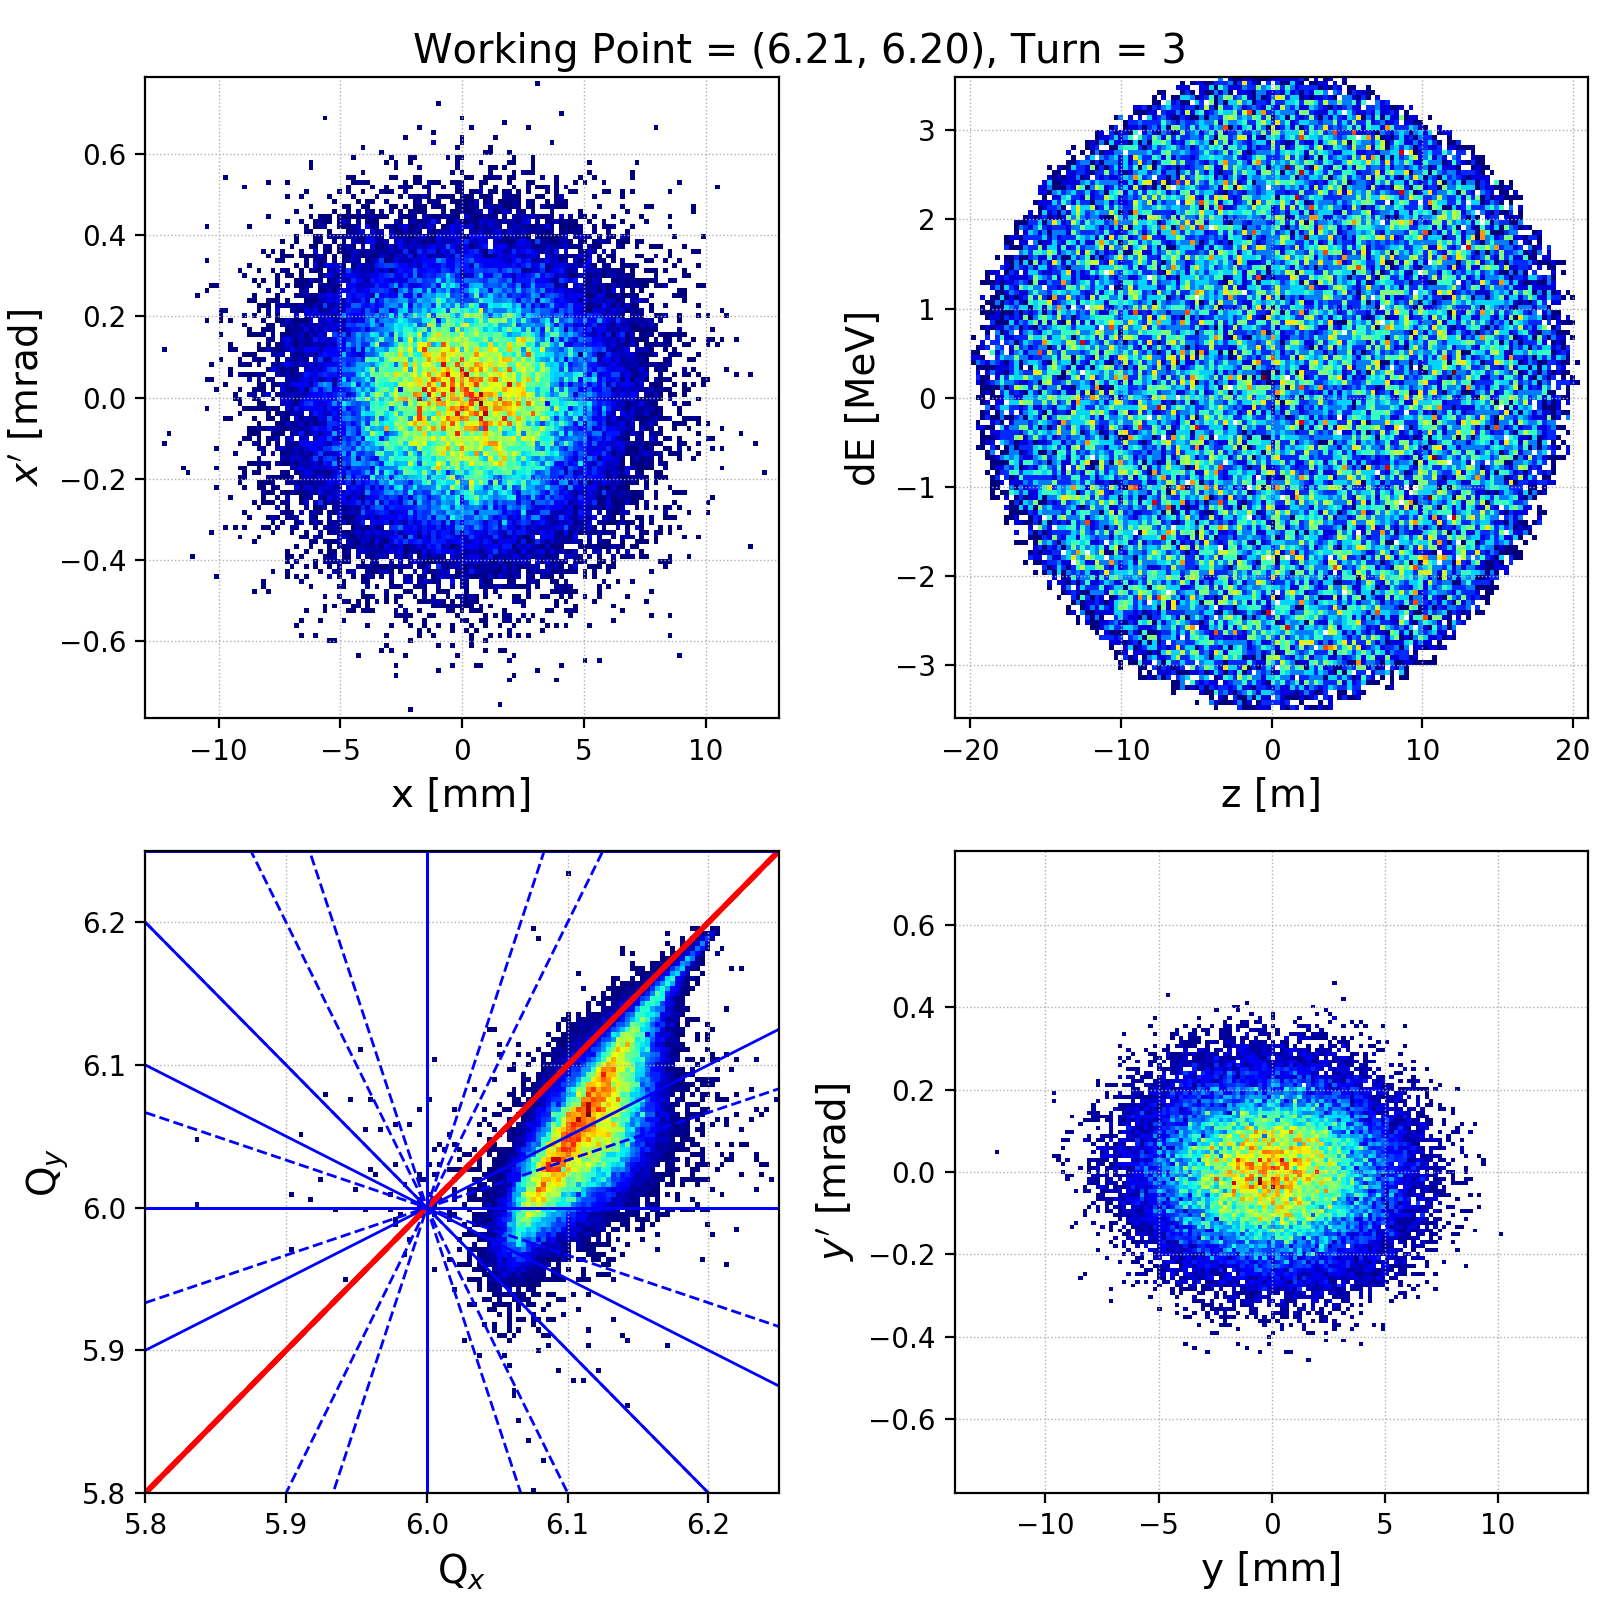 Working Point = (6.21, 6.20), Turn = 3
0.6
0.4
0.2
0.0
−0.2
−0.4
−0.6
x′ [mrad]
−10 −5 0 5 10
x [mm]
3
2
1
0
−1
−2
−3
dE [MeV]
−20 −10 0 10 20
z [m]
6.2
6.1
6.0
5.9
5.8
Qy
5.8 5.9 6.0 6.1 6.2
Qx
0.6
0.4
0.2
0.0
−0.2
−0.4
−0.6
y′ [mrad]
−10 −5 0 5 10
y [mm]